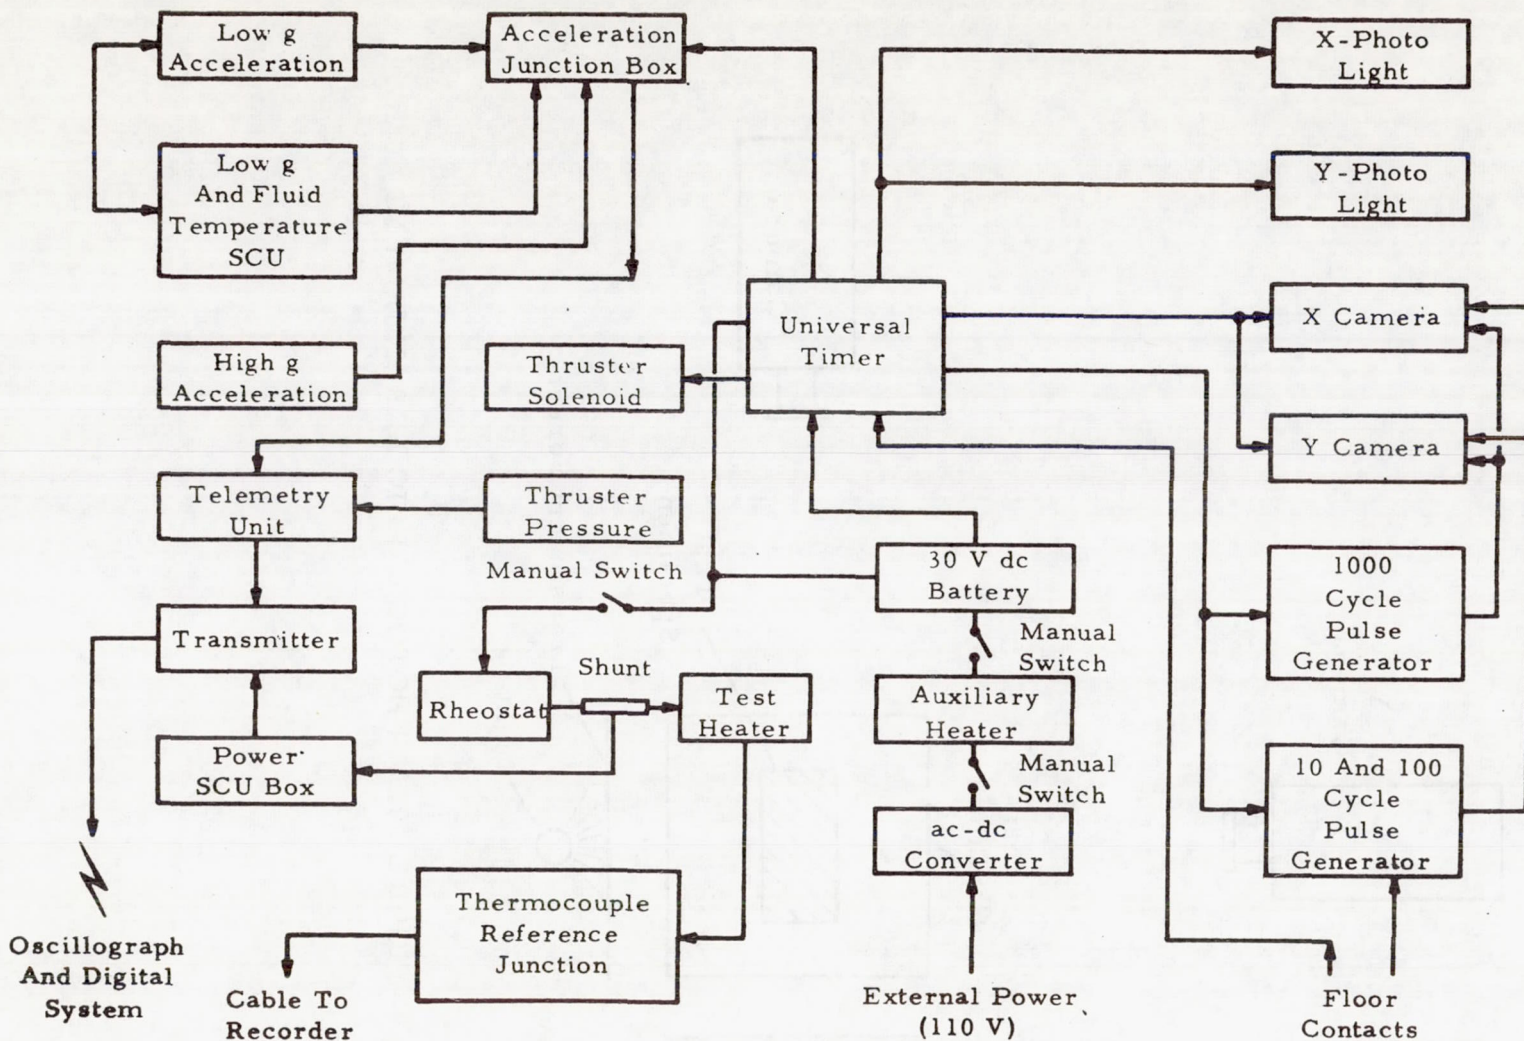 Low g
Acceleration
Acceleration
Junction Box
X-Photo
Light
Low g
And Fluid
Temperature
SCU
Y-Photo
Light
Universal
Timer
X Camera
High g
Acceleration
Thruster
Solenoid
Y Camera
Telemetry
Unit
Thruster
Pressure
Manual Switch
30 V dc
Battery
1000
Cycle
Pulse
Generator
Transmitter
Manual
Switch
Shunt
Rheostat
Test
Heater
Auxiliary
Heater
Power
SCU Box
Manual
Switch
10 And 100
Cycle
Pulse
Generator
ac-dc
Converter
Thermocouple
Reference
Junction
Oscillograph
And Digital
System
Cable To
Recorder
External Power
(110 V)
Floor
Contacts